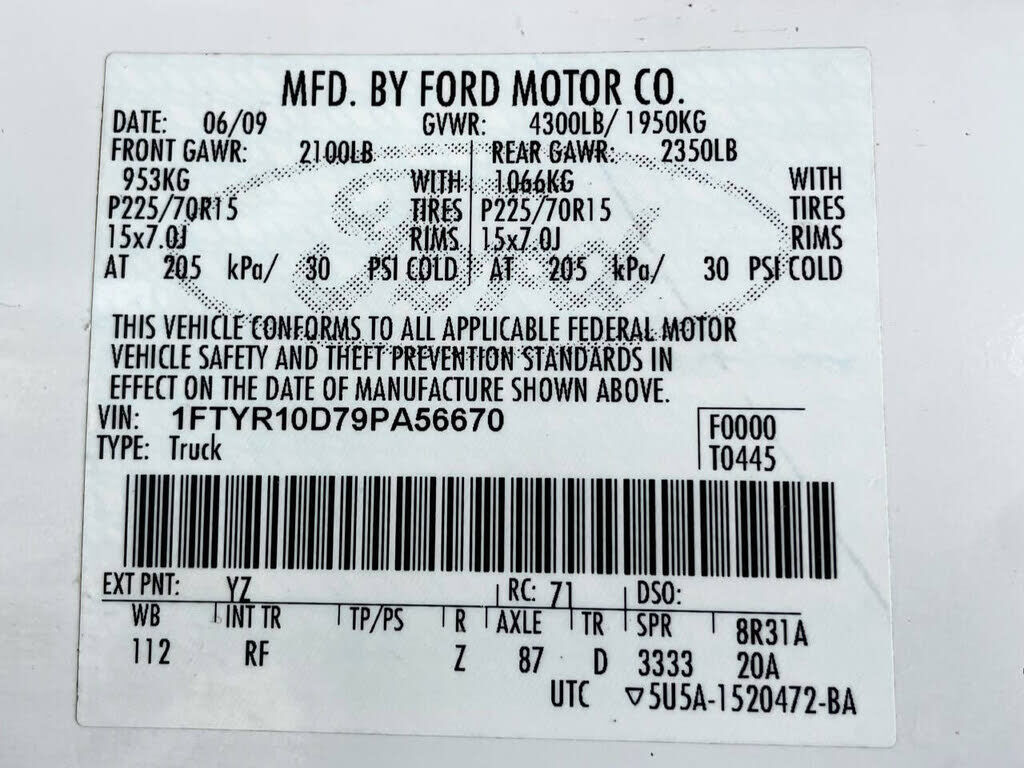 MFD. BY FORD MOTOR CO.
DATE: 06/09 GVWR: 4300LB/ 1950KG
FRONT GAWR: 2100LB REAR GAWR: 2350LB
953KG WITH 1066KG WITH
P225/70R15 TIRES P225/70R15 TIRES
15x7.0J RIMS 15x7.0J RIMS
AT 205 kPa/ 30 PSI COLD AT 205 kPa/ 30 PSI COLD
Ford
THIS VEHICLE CONFORMS TO ALL APPLICABLE FEDERAL MOTOR
VEHICLE SAFETY AND THEFT PREVENTION STANDARDS IN
EFFECT ON THE DATE OF MANUFACTURE SHOWN ABOVE.
VIN: 1FTYR10D79PA56670
F0000
TYPE: Truck
T0445
EXT PNT: YZ RC: 71 DSO:
WB INT TR TP/PS R AXLE TR SPR 8R31A
112 RF Z 87 D 3333 20A
UTC ▽5U5A-1520472-BA